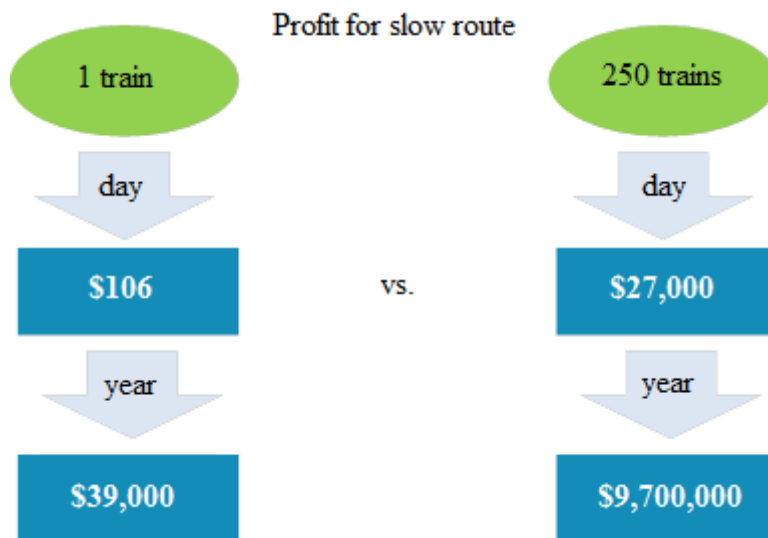 Profit for slow route
1 train
250 trains
day
day
$106
vs.
$27,000
year
year
$39,000
$9,700,000